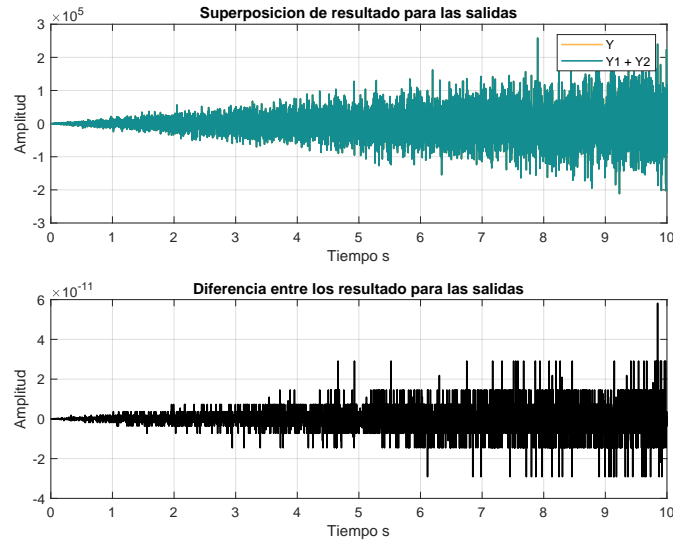 Superposicion de resultado para las salidas
×10^5
3
2
1
0
-1
-2
-3
Amplitud
Y
Y1 + Y2
0 1 2 3 4 5 6 7 8 9 10
Tiempo s
Diferencia entre los resultado para las salidas
×10^-11
6
4
2
0
-2
-4
Amplitud
0 1 2 3 4 5 6 7 8 9 10
Tiempo s